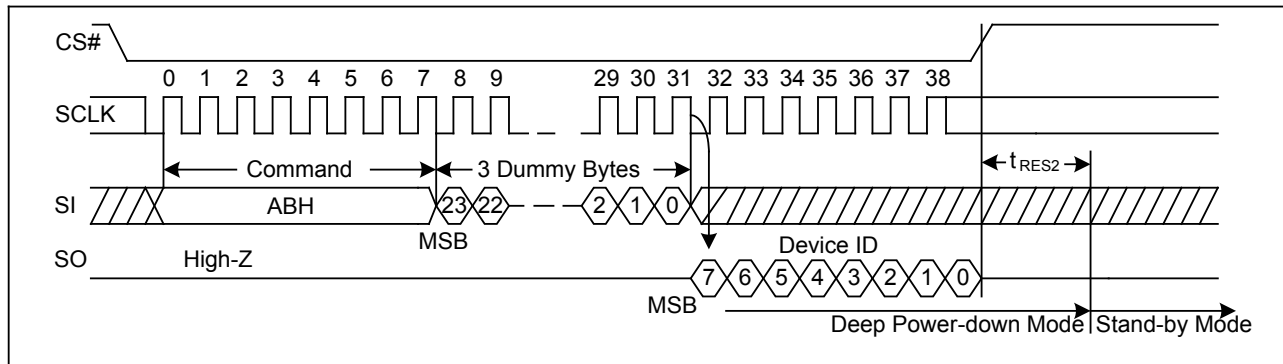 CS#
0 1 2 3 4 5 6 7 8 9 29 30 31 32 33 34 35 36 37 38
SCLK
Command 3 Dummy Bytes tRES2
SI ABH 23 22 2 1 0
MSB
SO High-Z Device ID
7 6 5 4 3 2 1 0
MSB
Deep Power-down Mode Stand-by Mode